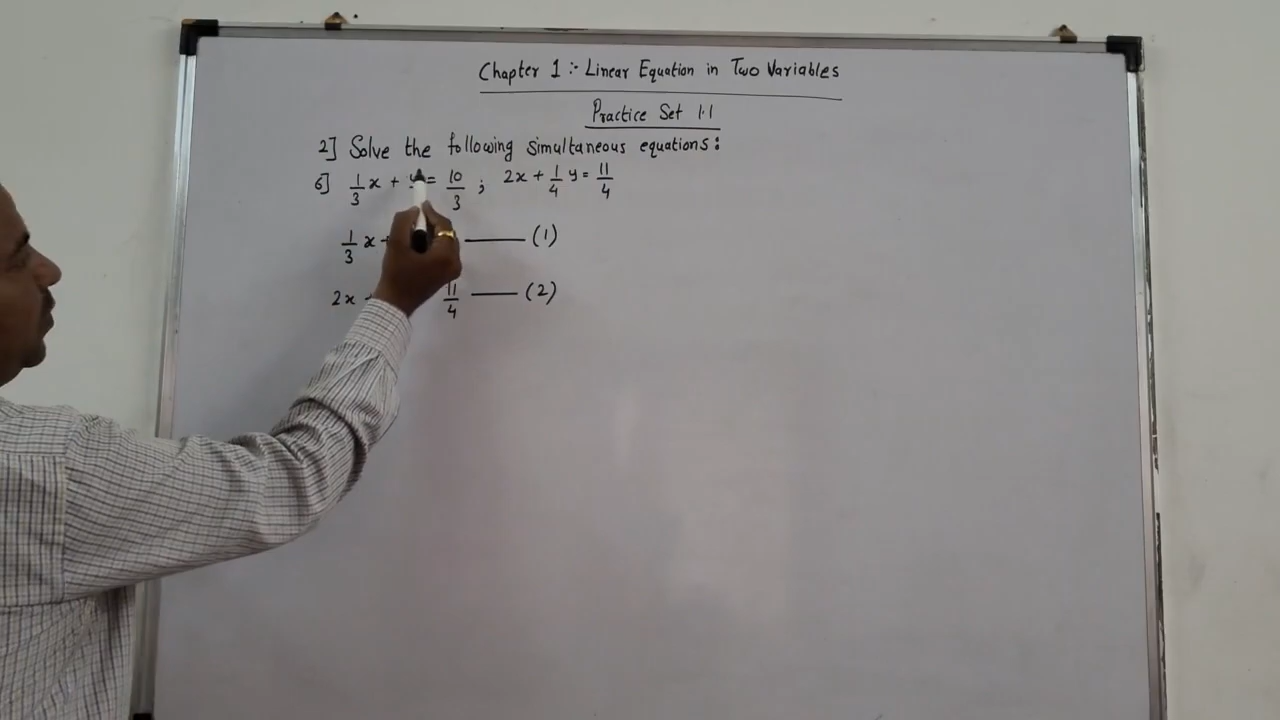 Chapter 1 :- Linear Equation in Two Variables
Practice Set 1.1
2] Solve the following simultaneous equations:
6] 1/3 x + y = 10/3 ; 2x + 1/4 y = 11/4
1/3 x + (1)
2x + 11/4 (2)